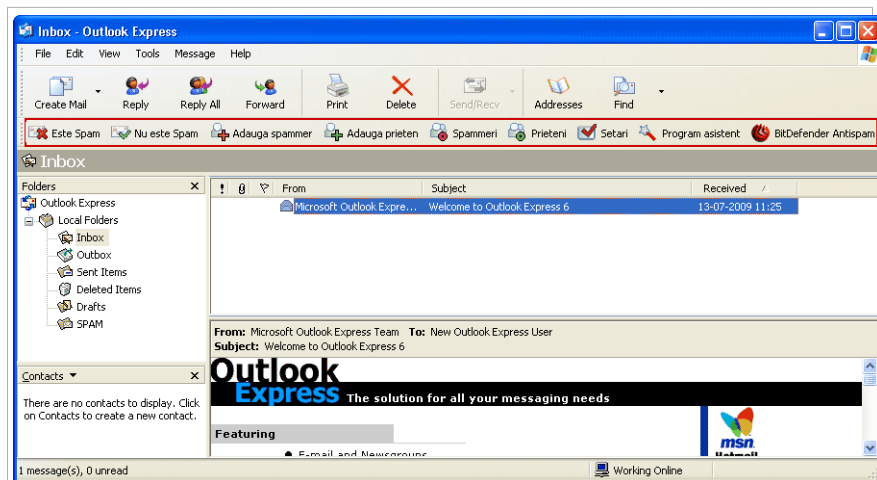 Inbox - Outlook Express
File Edit View Tools Message Help
Create Mail Reply Reply All Forward Print Delete Send/Recv Addresses Find
Este Spam Nu este Spam Adauga spammer Adauga prieten Spammeri Prieteni Setari Program asistent BitDefender Antispam
Inbox
Folders
Outlook Express
Local Folders
Inbox
Outbox
Sent Items
Deleted Items
Drafts
SPAM
Contacts
There are no contacts to display. Click
on Contacts to create a new contact.
! From Subject Received
Microsoft Outlook Expre... Welcome to Outlook Express 6 13-07-2009 11:25
From: Microsoft Outlook Express Team To: New Outlook Express User
Subject: Welcome to Outlook Express 6
Outlook
Express The solution for all your messaging needs
Featuring
msn
E-mail and Newsgroups
Hotmail
1 message(s), 0 unread Working Online